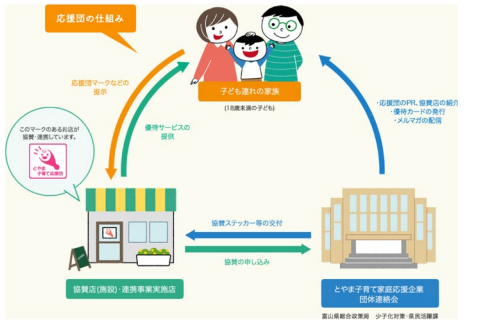 応援団の仕組み
応援団マークなどの
提示
子ども連れの家族
(18歳未満の子ども)
・応援団のPR、協賛店の紹介
・優待カードの発行
・メルマガの配信
優待サービスの
提供
このマークのあるお店が
協賛・連携しています。
とやま
子育て応援団
協賛ステッカー等の交付
協賛の申し込み
協賛店(施設)・連携事業実施店
とやま子育て家庭応援企業
団体連絡会
富山県総合政策局 少子化対策・県民活躍課